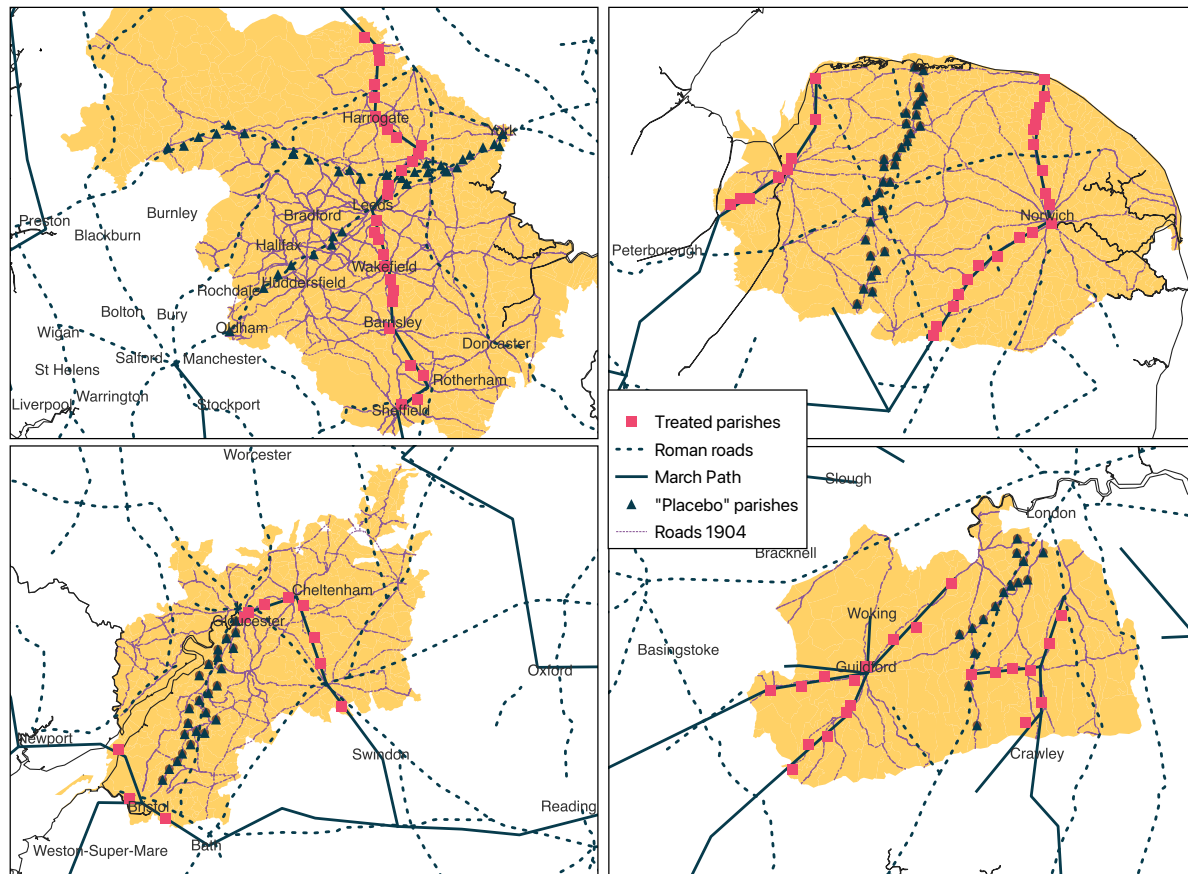 Harrogate
York
Preston
Burnley
Blackburn
Bradford
Leeds
Halifax
Wakefield
Rochdale
Huddersfield
Bolton
Bury
Oldham
Barnsley
Wigan
Salford
Manchester
Doncaster
St Helens
Rotherham
Warrington
Liverpool
Stockport
Sheffield
Norwich
Peterborough
Treated parishes
Roman roads
March Path
"Placebo" parishes
Roads 1904
Worcester
Cheltenham
Gloucester
Oxford
Newport
Swindon
Bristol
Reading
Bath
Weston-Super-Mare
Slough
London
Bracknell
Woking
Basingstoke
Guildford
Crawley